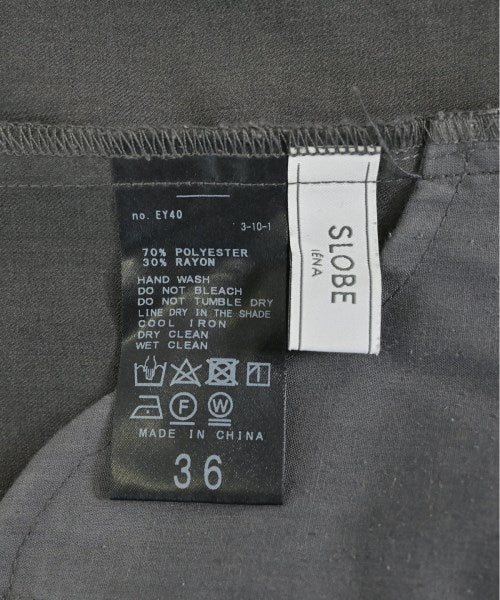 no. EY40
3-10-1
70% POLYESTER
30% RAYON
HAND WASH
DO NOT BLEACH
DO NOT TUMBLE DRY
LINE DRY IN THE SHADE
COOL IRON
DRY CLEAN
WET CLEAN
F W
MADE IN CHINA
36
SLOBE
IÉNA